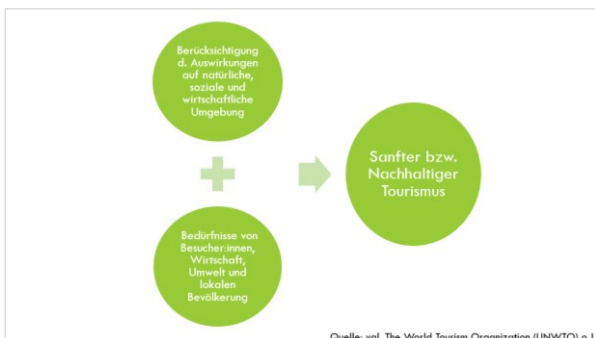 Berücksichtigung
d. Auswirkungen
auf natürliche,
soziale und
wirtschaftliche
Umgebung
Bedürfnisse von
Besucher:innen,
Wirtschaft,
Umwelt und
lokalen
Bevölkerung
Sanfter bzw.
Nachhaltiger
Tourismus
Quelle: vgl. The World Tourism Organization (UNWTO) o.J